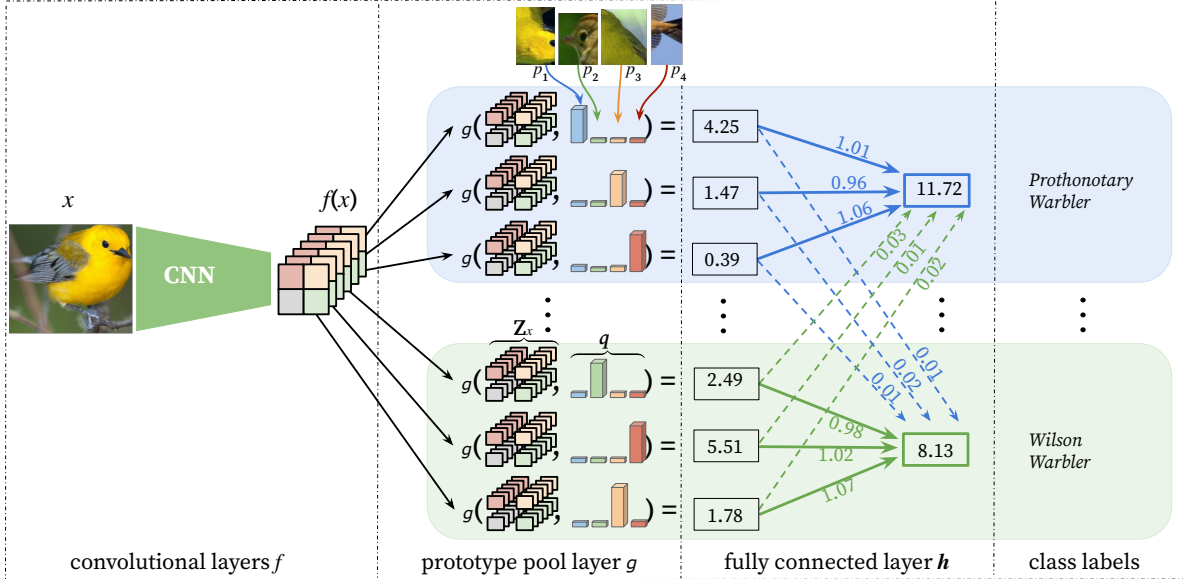 p₁ p₂ p₃ p₄
x
f(x)
CNN
g( , ) = 4.25
g( , ) = 1.47
g( , ) = 0.39
1.01
0.96
1.06
11.72
Prothonotary
Warbler
0.03
0.01
0.02
Zₓ q
0.01
0.02
0.01
g( , ) = 2.49
g( , ) = 5.51
g( , ) = 1.78
0.98
1.02
1.07
8.13
Wilson
Warbler
convolutional layers f
prototype pool layer g
fully connected layer h
class labels